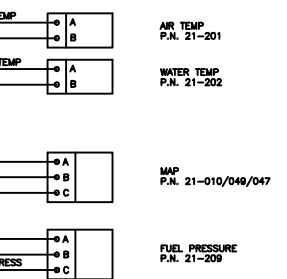 EMP
A
B
AIR TEMP
P.N. 21-201
TEMP
A
B
WATER TEMP
P.N. 21-202
A
B
C
MAP
P.N. 21-010/049/047
A
B
RESS
C
FUEL PRESSURE
P.N. 21-209